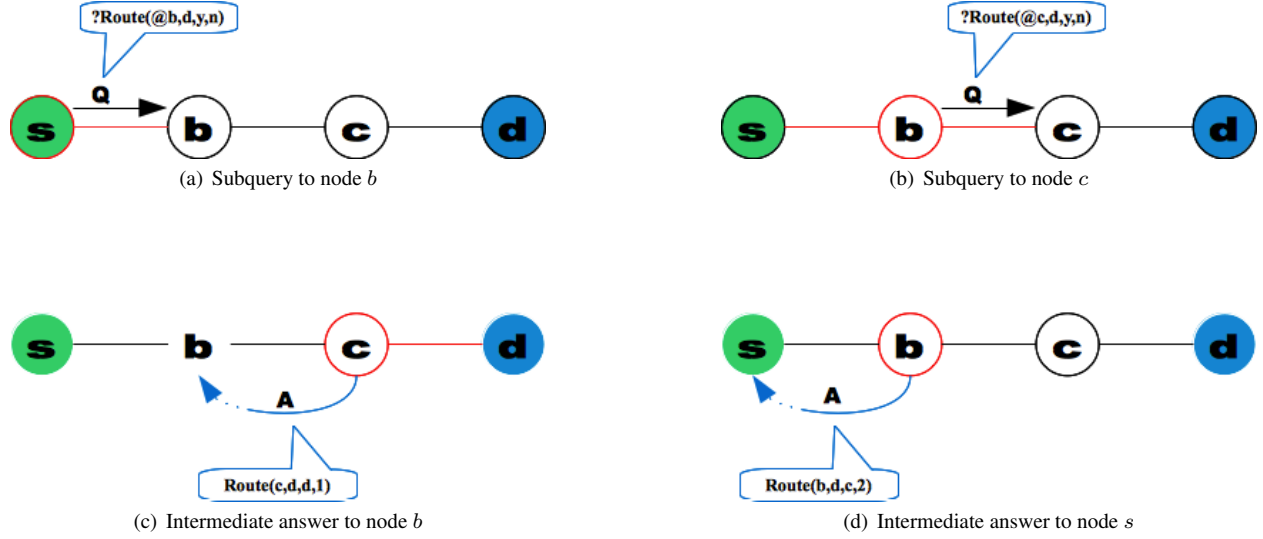 ?Route(@b,d,y,n)
Q
s b c d
(a) Subquery to node b
?Route(@c,d,y,n)
Q
s b c d
(b) Subquery to node c
s b c d
A
Route(c,d,d,1)
(c) Intermediate answer to node b
s b c d
A
Route(b,d,c,2)
(d) Intermediate answer to node s